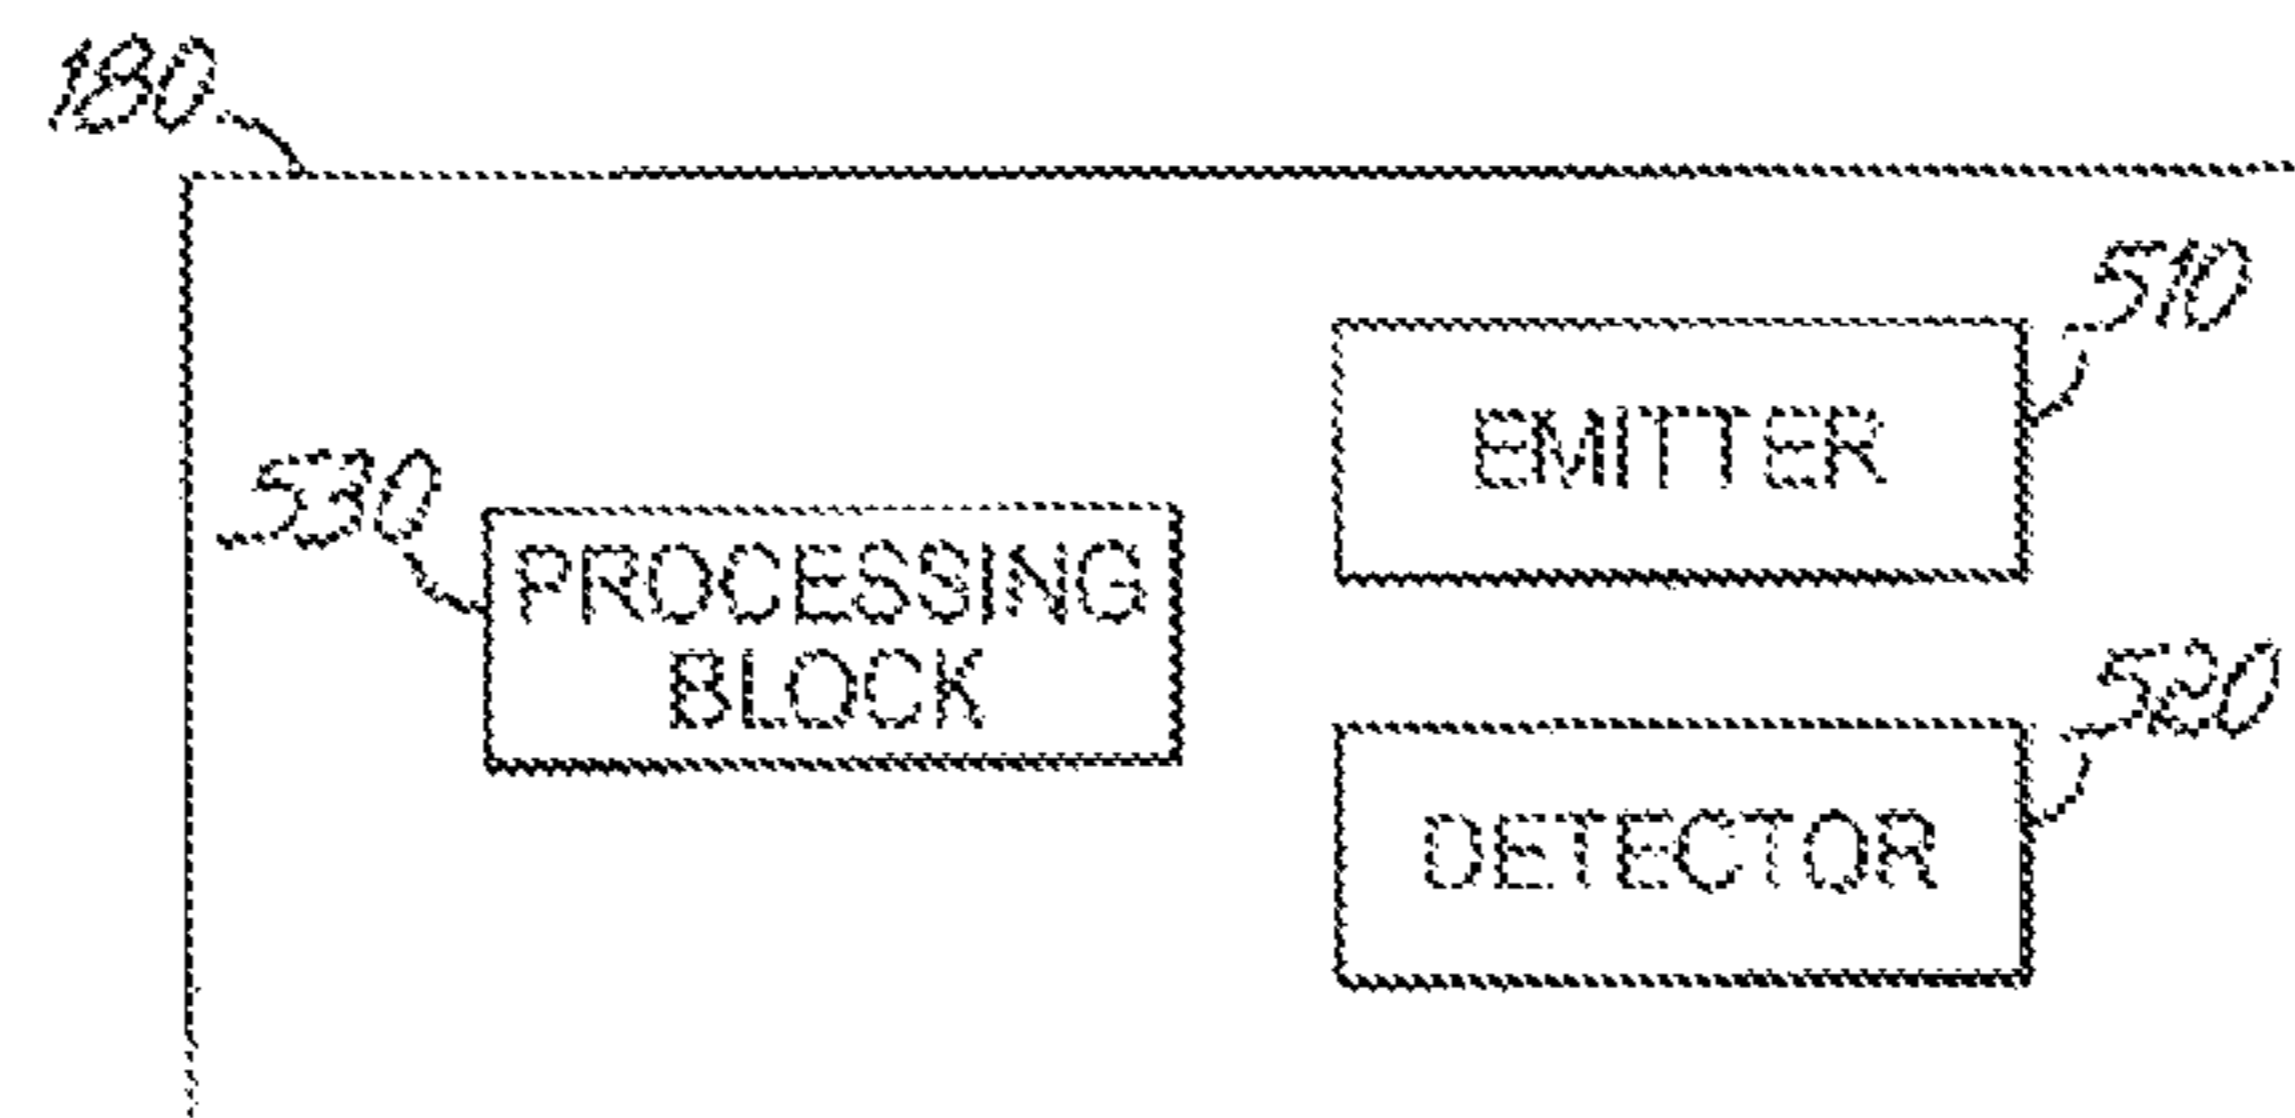 180
510
EMITTER
530
PROCESSING
BLOCK
520
DETECTOR